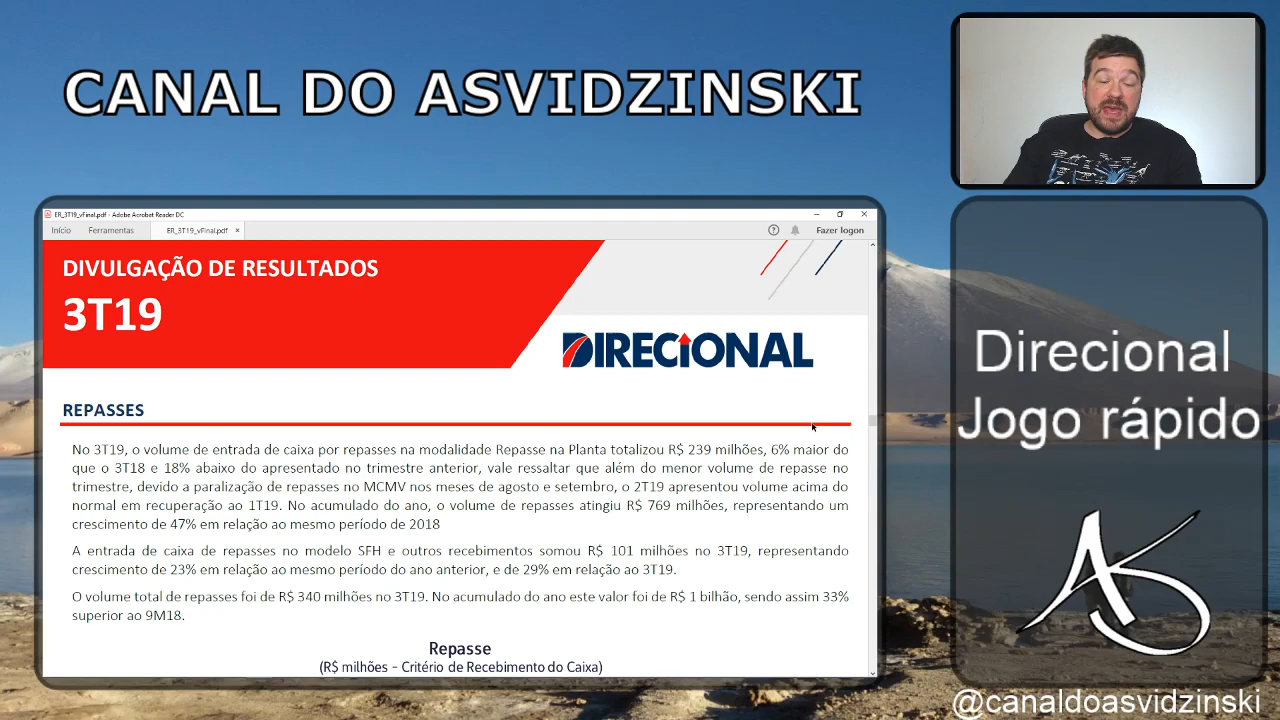 CANAL DO ASVIDZINSKI
ER_3T19_vFinal.pdf - Adobe Acrobat Reader DC
Início Ferramentas ER_3T19_vFinal.pdf × Fazer logon
DIVULGAÇÃO DE RESULTADOS
3T19
DIRECIONAL
REPASSES
No 3T19, o volume de entrada de caixa por repasses na modalidade Repasse na Planta totalizou R$ 239 milhões, 6% maior do
que o 3T18 e 18% abaixo do apresentado no trimestre anterior, vale ressaltar que além do menor volume de repasse no
trimestre, devido a paralização de repasses no MCMV nos meses de agosto e setembro, o 2T19 apresentou volume acima do
normal em recuperação ao 1T19. No acumulado do ano, o volume de repasses atingiu R$ 769 milhões, representando um
crescimento de 47% em relação ao mesmo período de 2018
A entrada de caixa de repasses no modelo SFH e outros recebimentos somou R$ 101 milhões no 3T19, representando
crescimento de 23% em relação ao mesmo período do ano anterior, e de 29% em relação ao 3T19.
O volume total de repasses foi de R$ 340 milhões no 3T19. No acumulado do ano este valor foi de R$ 1 bilhão, sendo assim 33%
superior ao 9M18.
Repasse
(R$ milhões - Critério de Recebimento do Caixa)
Direcional
Jogo rápido
@canaldoasvidzinski